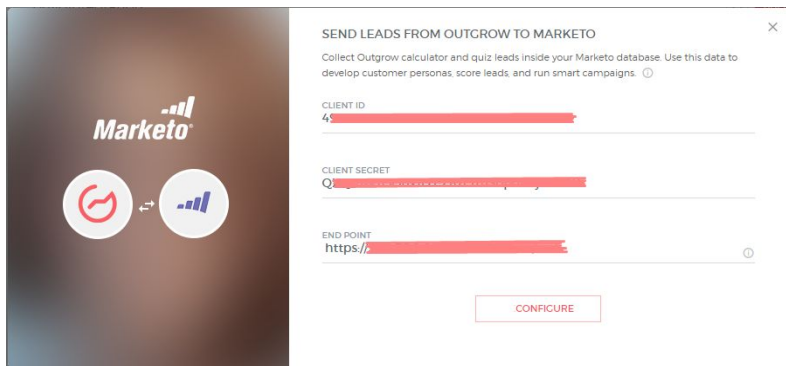 Marketo
SEND LEADS FROM OUTGROW TO MARKETO
Collect Outgrow calculator and quiz leads inside your Marketo database. Use this data to
develop customer personas, score leads, and run smart campaigns.
CLIENT ID
CLIENT SECRET
END POINT
https://
CONFIGURE